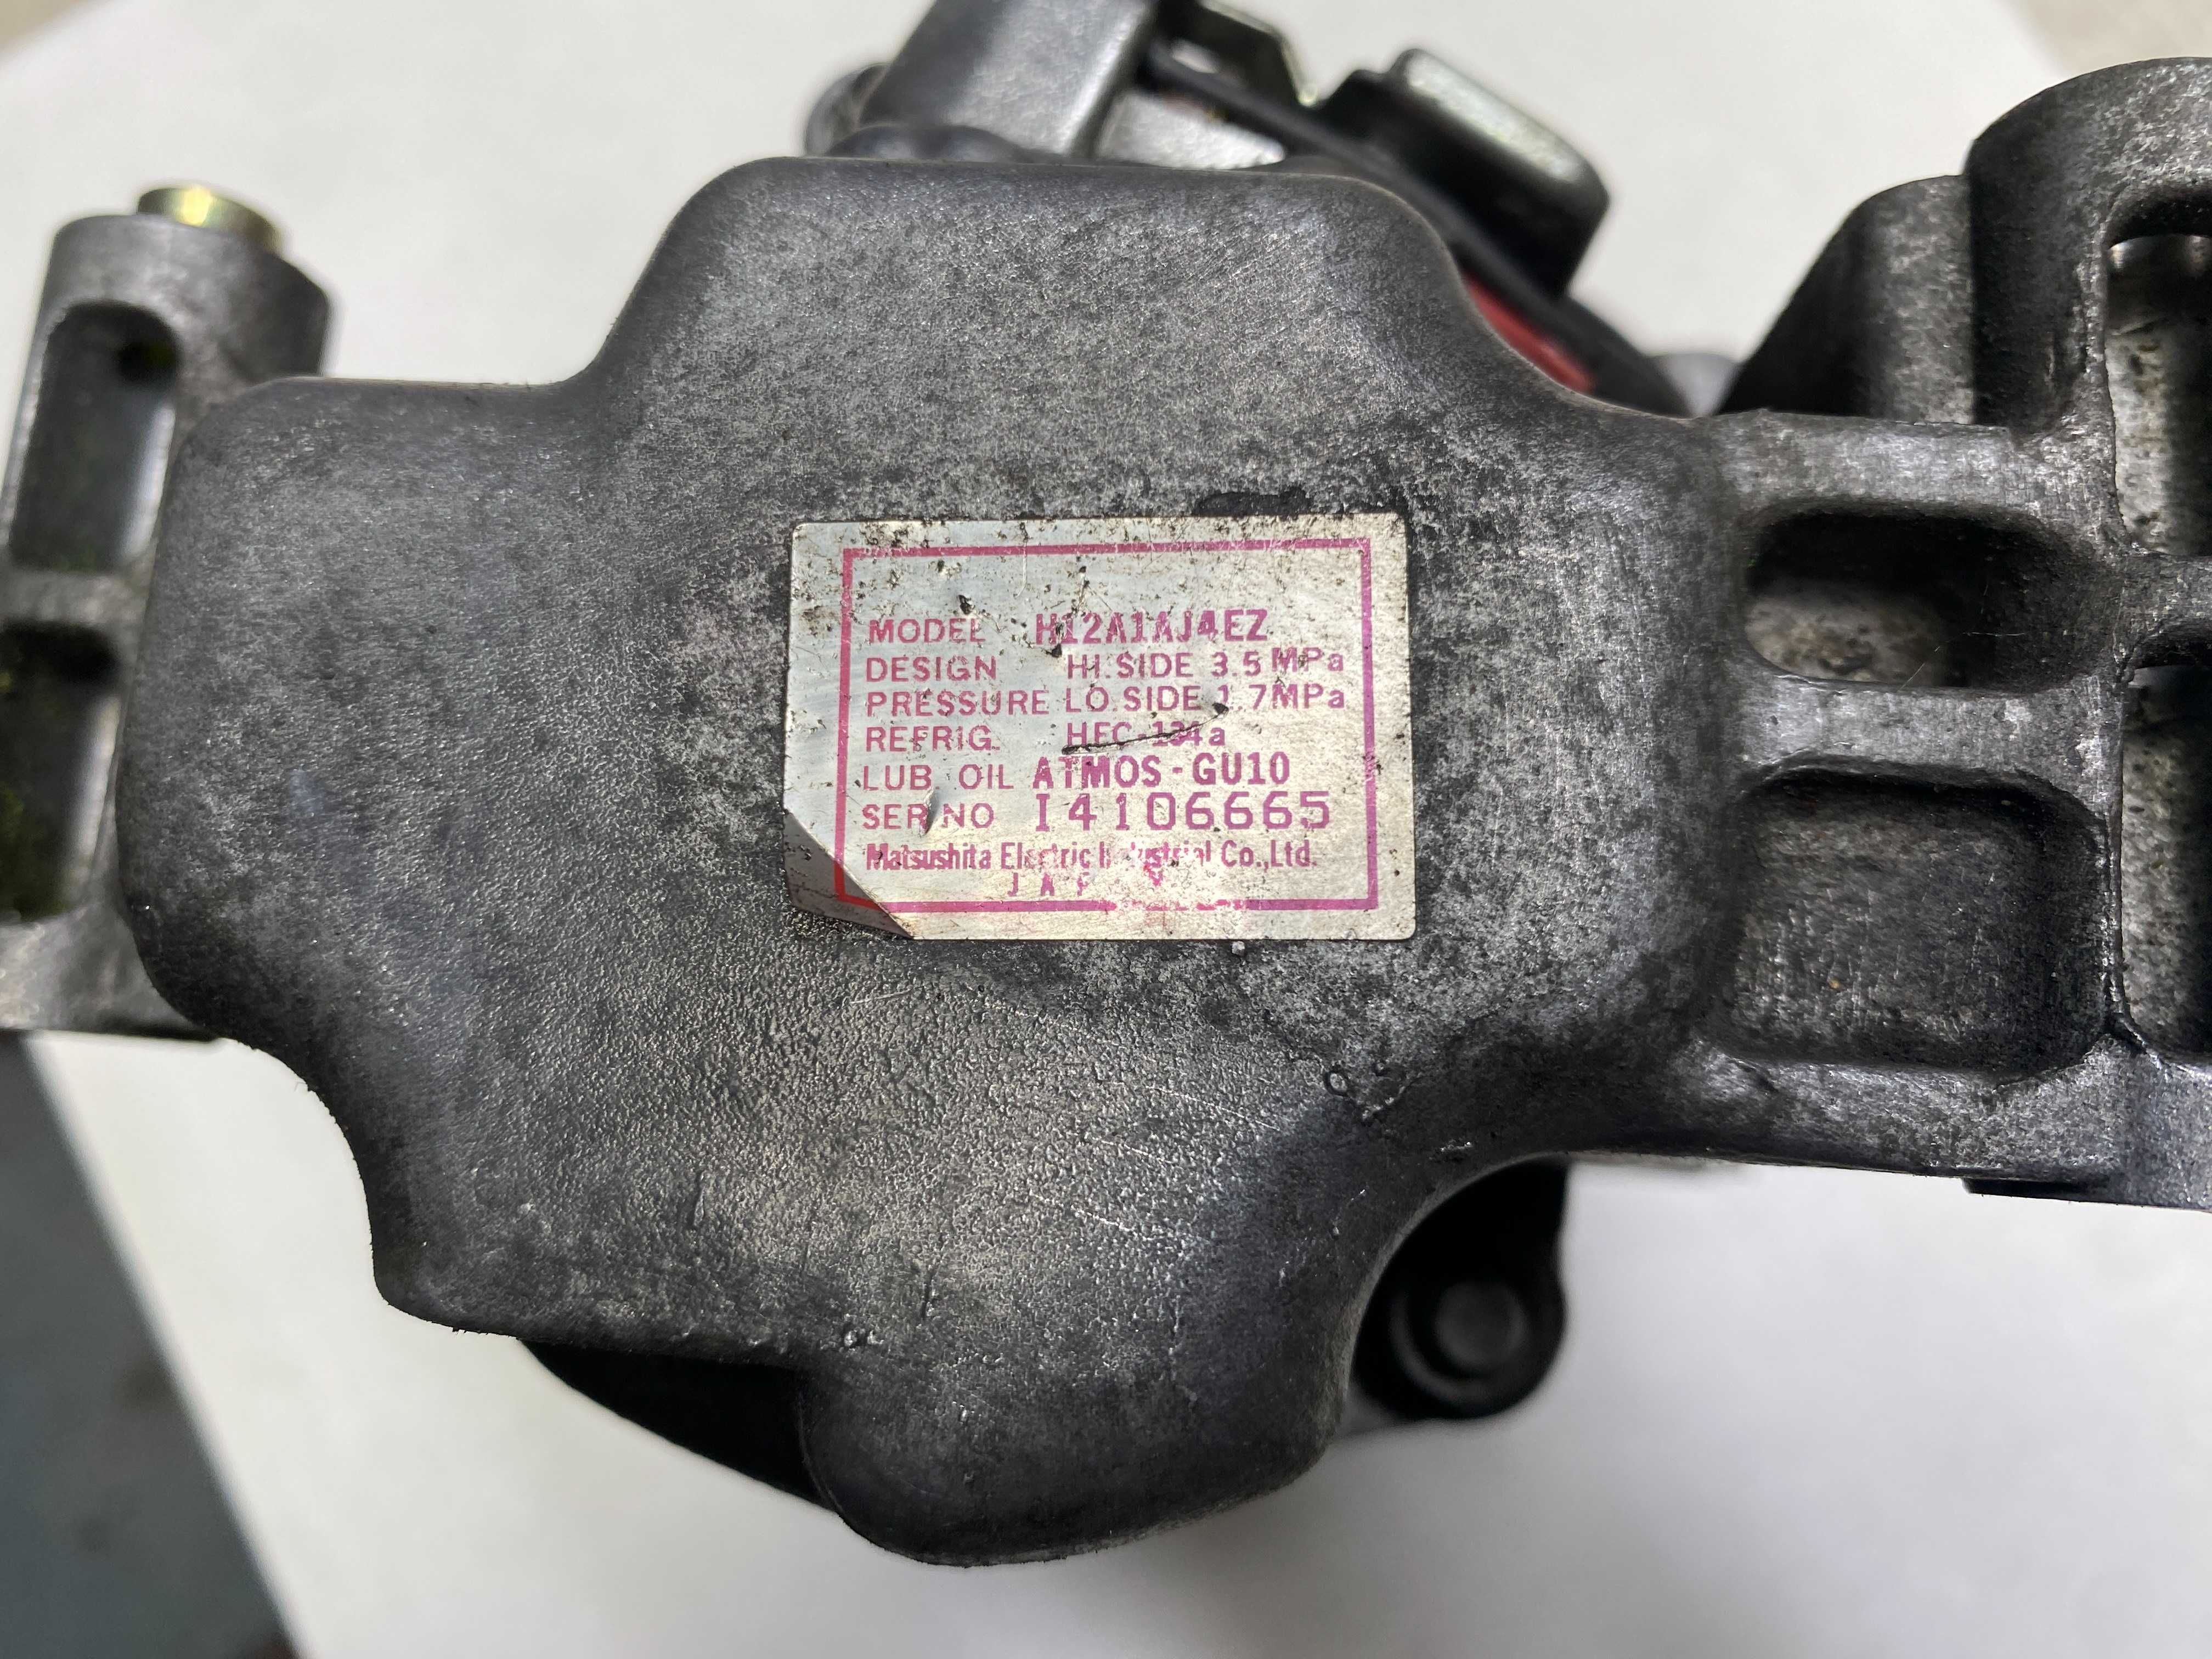 MODEL H12A1AJ4EZ
DESIGN HI.SIDE 3.5MPa
PRESSURE LO.SIDE 1.7MPa
REFRIG. HFC-134a
LUB. OIL ATMOS-GU10
SER NO I4106665
Matsushita Electric Industrial Co.,Ltd.